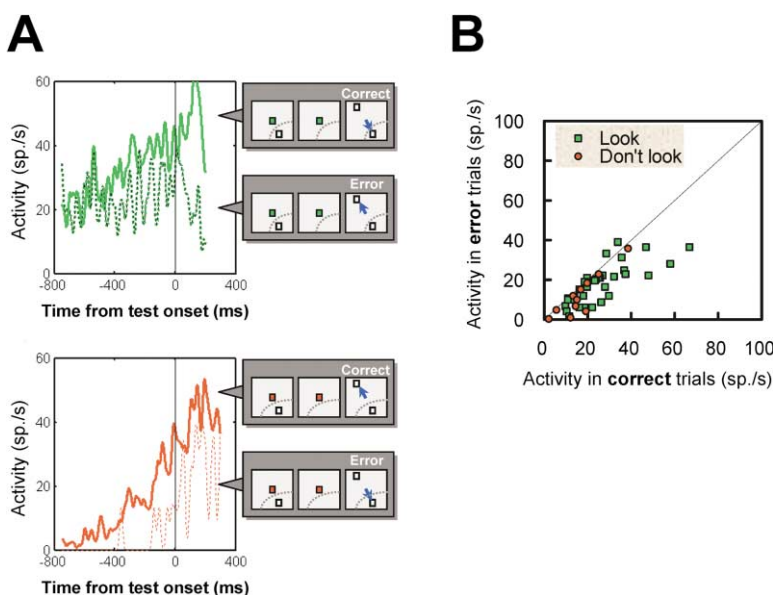 A
60
40
20
0
Activity (sp./s)
-800
-400
0
400
Time from test onset (ms)
Correct
Error
60
40
20
0
Activity (sp./s)
-800
-400
0
400
Time from test onset (ms)
Correct
Error
B
Look
Don't look
100
80
60
40
20
0
Activity in error trials (sp./s)
0
20
40
60
80
100
Activity in correct trials (sp./s)